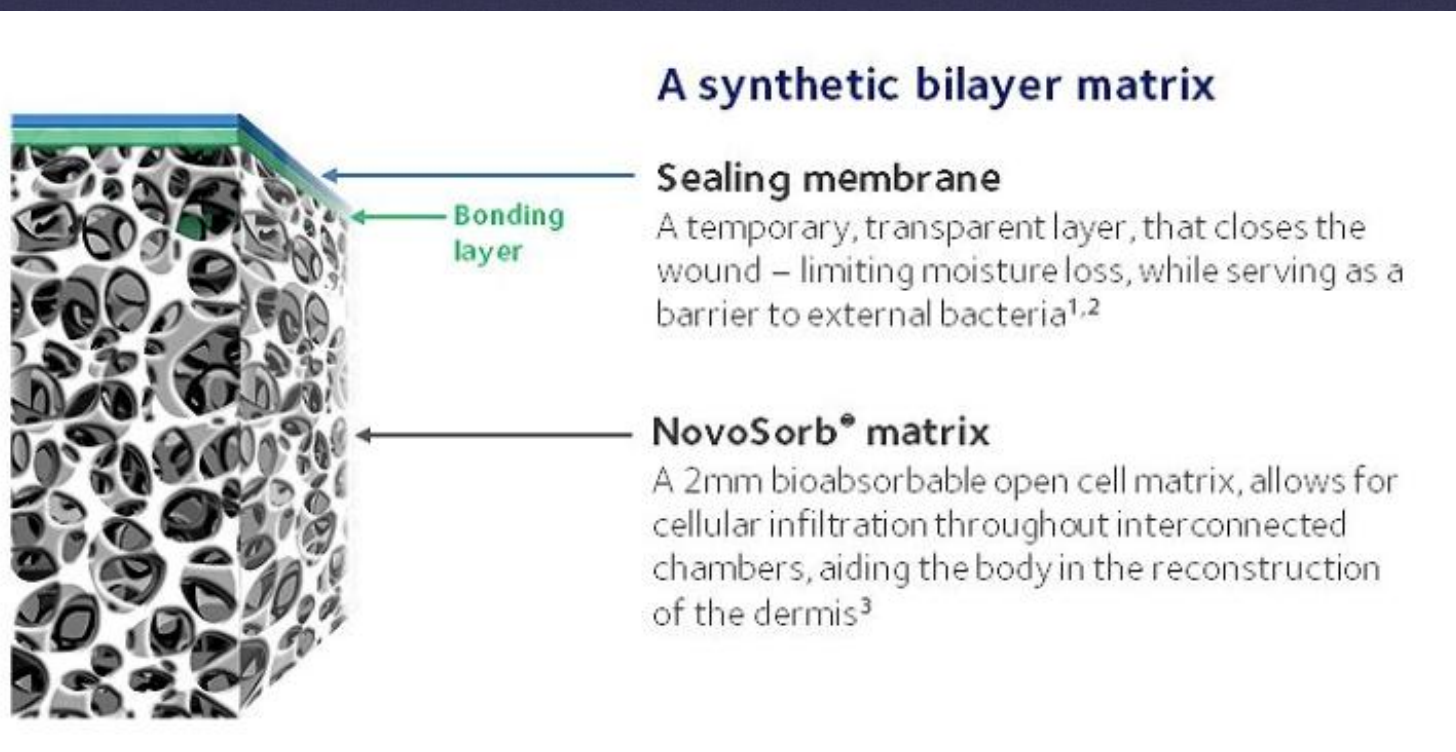 A synthetic bilayer matrix
Sealing membrane
A temporary, transparent layer, that closes the
wound – limiting moisture loss, while serving as a
barrier to external bacteria¹,²
Bonding
layer
NovoSorb® matrix
A 2mm bioabsorbable open cell matrix, allows for
cellular infiltration throughout interconnected
chambers, aiding the body in the reconstruction
of the dermis³